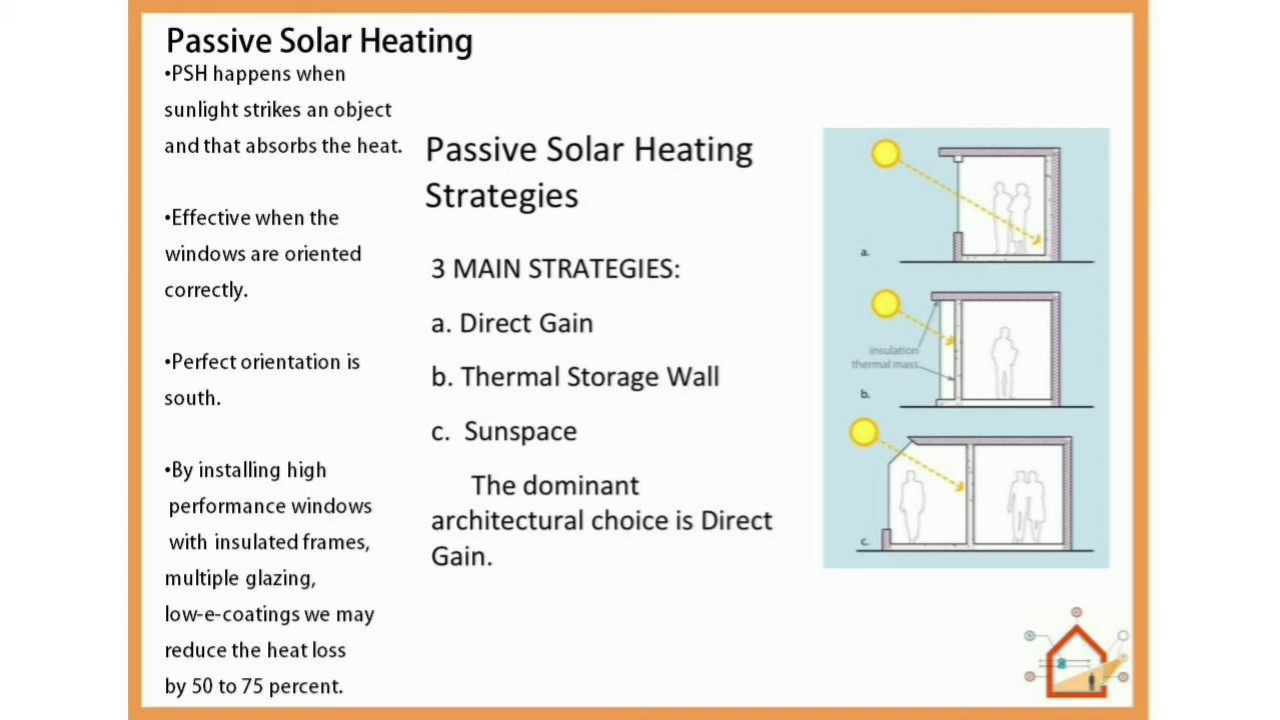 Passive Solar Heating
•PSH happens when
sunlight strikes an object
and that absorbs the heat.
•Effective when the
windows are oriented
correctly.
•Perfect orientation is
south.
•By installing high
performance windows
with insulated frames,
multiple glazing,
low-e-coatings we may
reduce the heat loss
by 50 to 75 percent.
Passive Solar Heating
Strategies
3 MAIN STRATEGIES:
a. Direct Gain
b. Thermal Storage Wall
c. Sunspace
The dominant
architectural choice is Direct
Gain.
a.
insulation
thermal mass
b.
c.